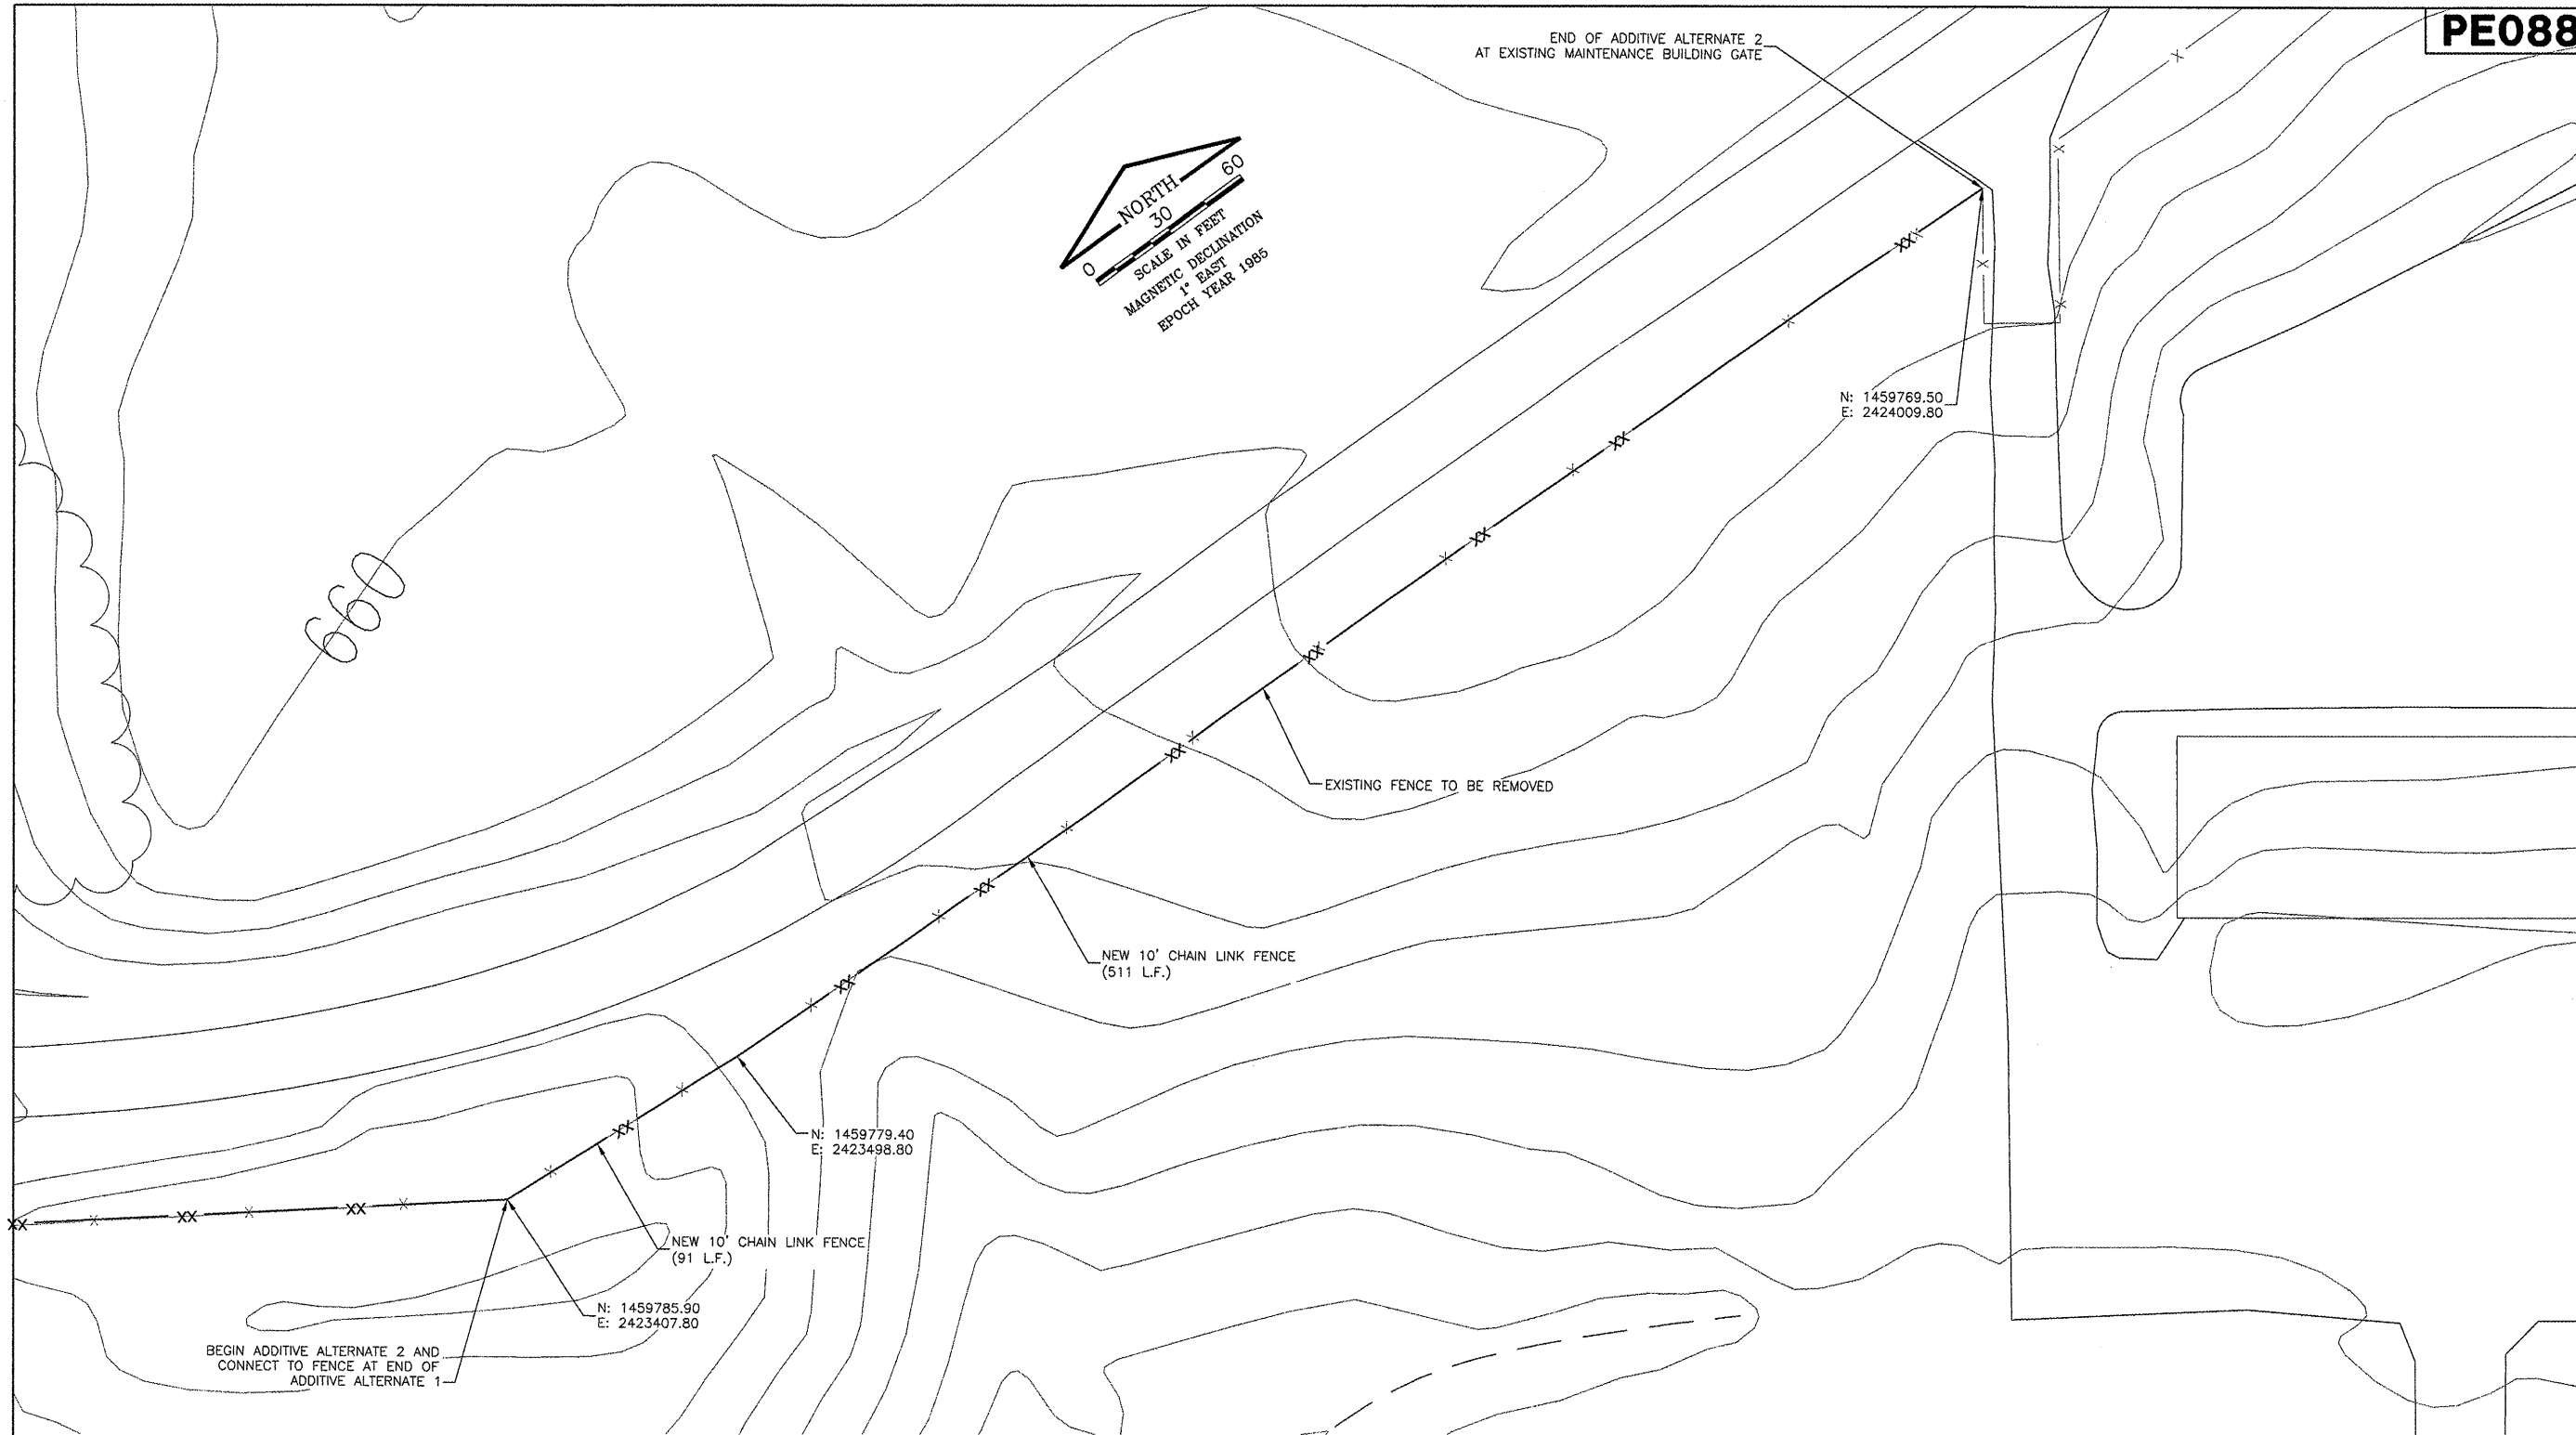 PE088
END OF ADDITIVE ALTERNATE 2
AT EXISTING MAINTENANCE BUILDING GATE
NORTH
0 30 60
SCALE IN FEET
MAGNETIC DECLINATION
1° EAST
EPOCH YEAR 1985
N: 1459769.50
E: 2424009.80
660
EXISTING FENCE TO BE REMOVED
NEW 10' CHAIN LINK FENCE
(511 L.F.)
N: 1459779.40
E: 2423498.80
NEW 10' CHAIN LINK FENCE
(91 L.F.)
N: 1459785.90
E: 2423407.80
BEGIN ADDITIVE ALTERNATE 2 AND
CONNECT TO FENCE AT END OF
ADDITIVE ALTERNATE 1